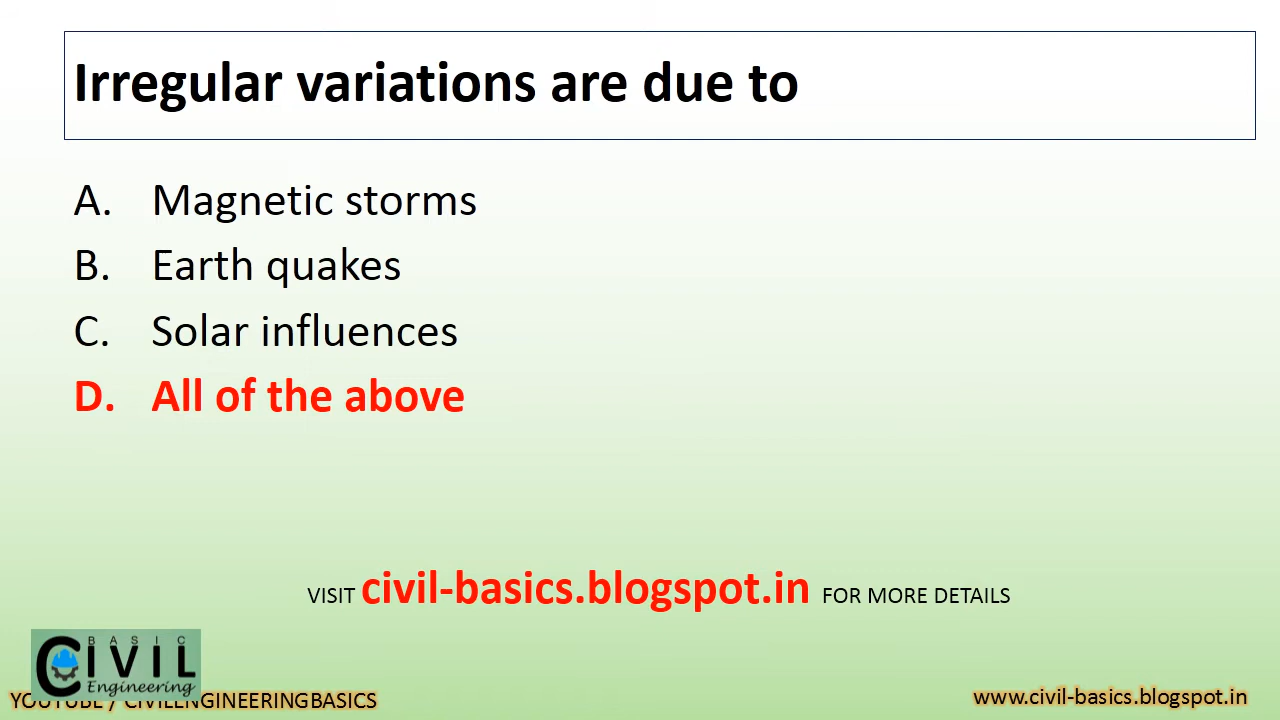 Irregular variations are due to
A. Magnetic storms
B. Earth quakes
C. Solar influences
D. All of the above
VISIT civil-basics.blogspot.in FOR MORE DETAILS
BASIC
CIVIL
Engineering
YOUTUBE / CIVILENGINEERINGBASICS
www.civil-basics.blogspot.in